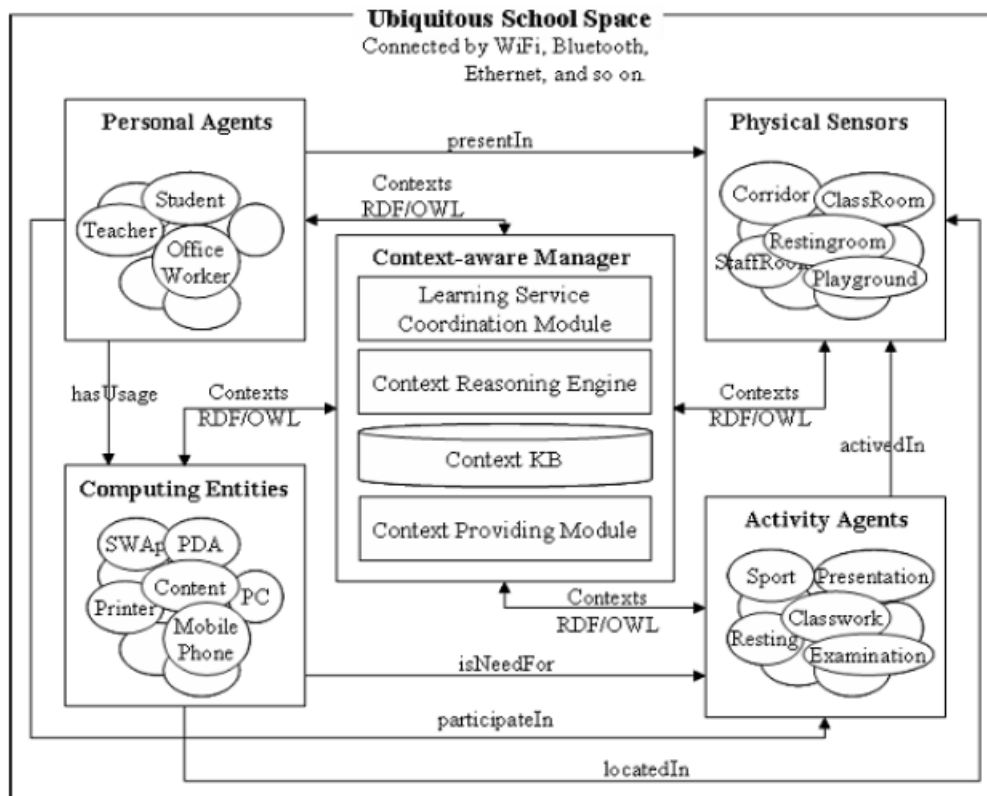 Ubiquitous School Space
Connected by WiFi, Bluetooth,
Ethernet, and so on.
Personal Agents
Student
Teacher
Office
Worker
presentIn
Physical Sensors
Corridor
ClassRoom
Restingroom
StaffRoom
Playground
Contexts
RDF/OWL
Context-aware Manager
Learning Service
Coordination Module
Context Reasoning Engine
Context KB
Context Providing Module
hasUsage
Contexts
RDF/OWL
Contexts
RDF/OWL
activedIn
Computing Entities
SWAp
PDA
Content
Printer
PC
Mobile
Phone
Activity Agents
Sport
Presentation
Classwork
Resting
Examination
Contexts
RDF/OWL
isNeedFor
participateIn
locatedIn